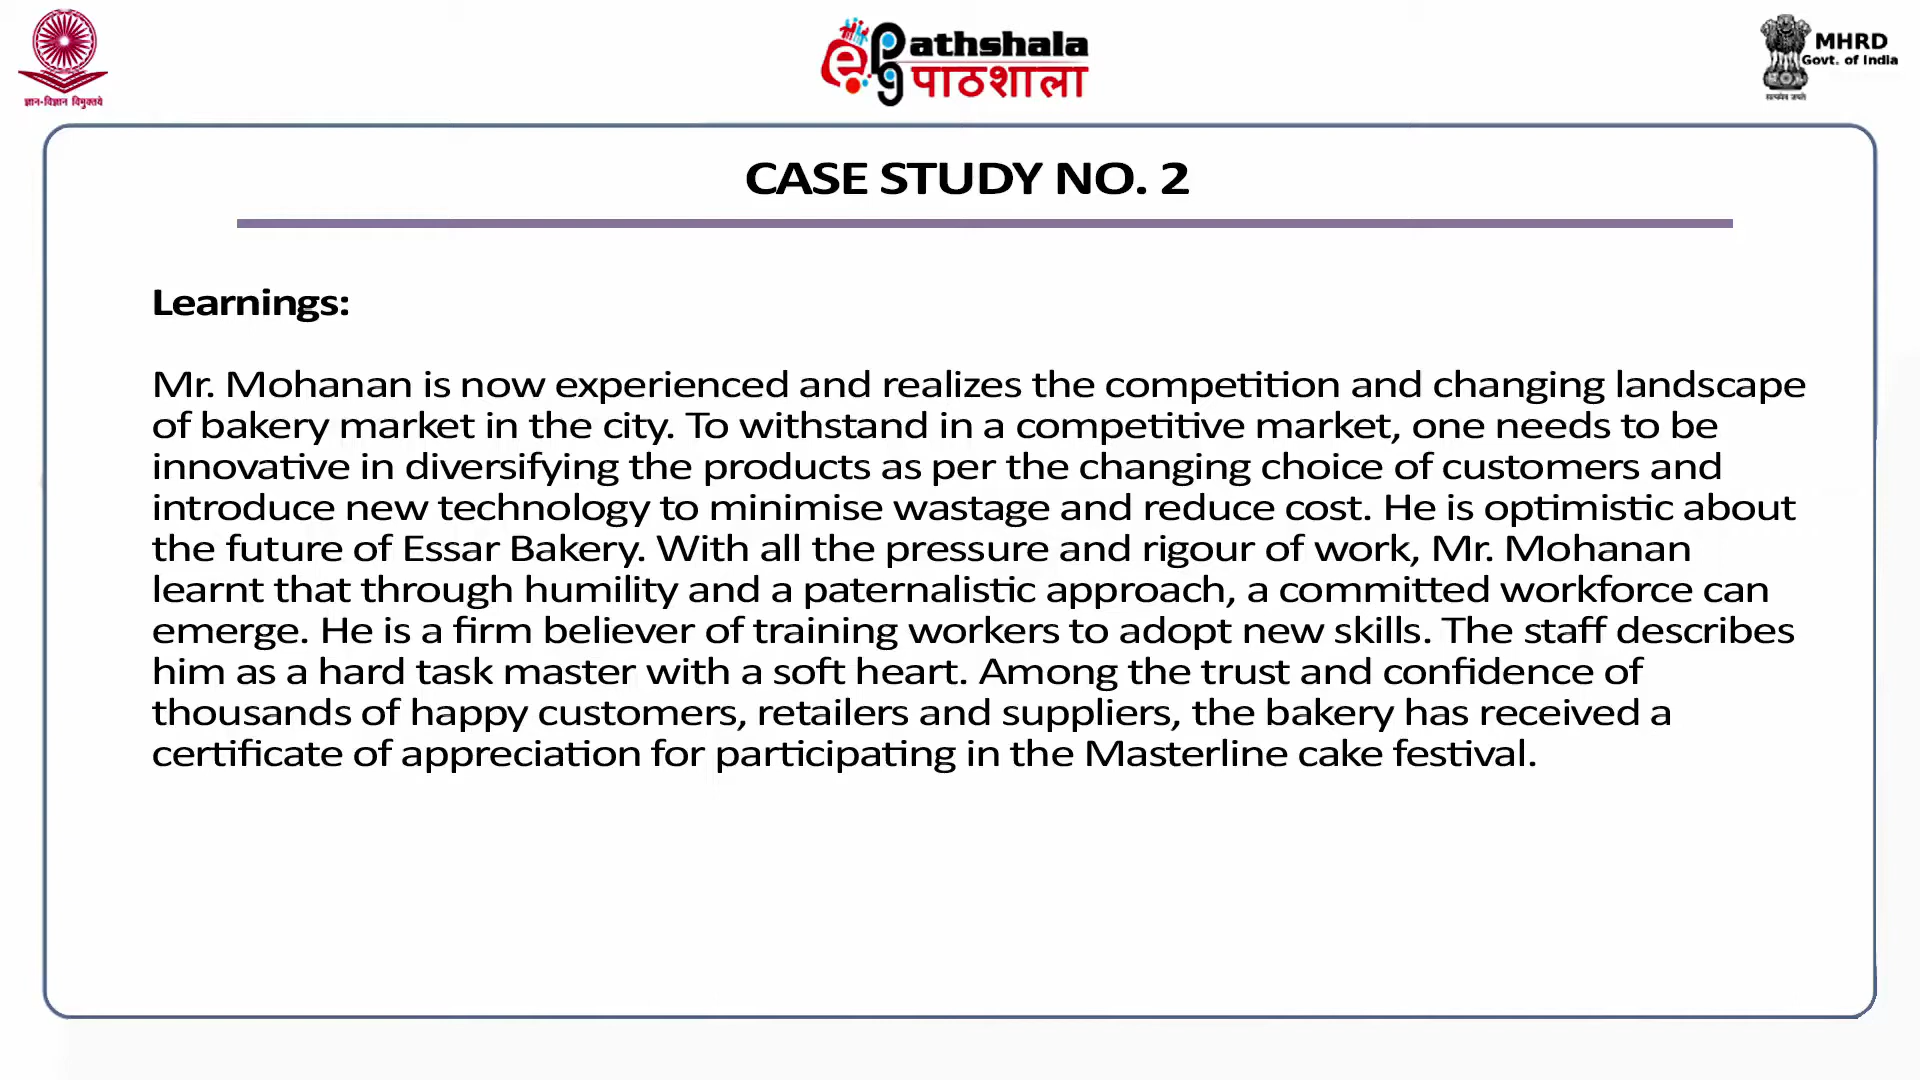 ज्ञान-विज्ञान विमुक्तये
e Pg athshala
पाठशाला
MHRD
Govt. of India
सत्यमेव जयते
CASE STUDY NO. 2
Learnings:
Mr. Mohanan is now experienced and realizes the competition and changing landscape
of bakery market in the city. To withstand in a competitive market, one needs to be
innovative in diversifying the products as per the changing choice of customers and
introduce new technology to minimise wastage and reduce cost. He is optimistic about
the future of Essar Bakery. With all the pressure and rigour of work, Mr. Mohanan
learnt that through humility and a paternalistic approach, a committed workforce can
emerge. He is a firm believer of training workers to adopt new skills. The staff describes
him as a hard task master with a soft heart. Among the trust and confidence of
thousands of happy customers, retailers and suppliers, the bakery has received a
certificate of appreciation for participating in the Masterline cake festival.